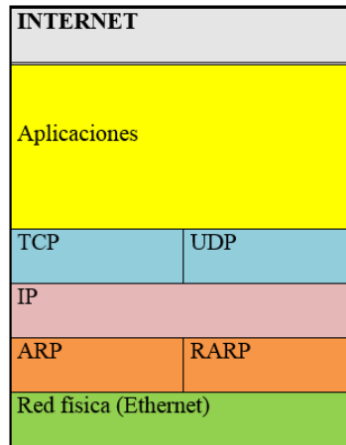 INTERNET
Aplicaciones
TCP UDP
IP
ARP RARP
Red física (Ethernet)